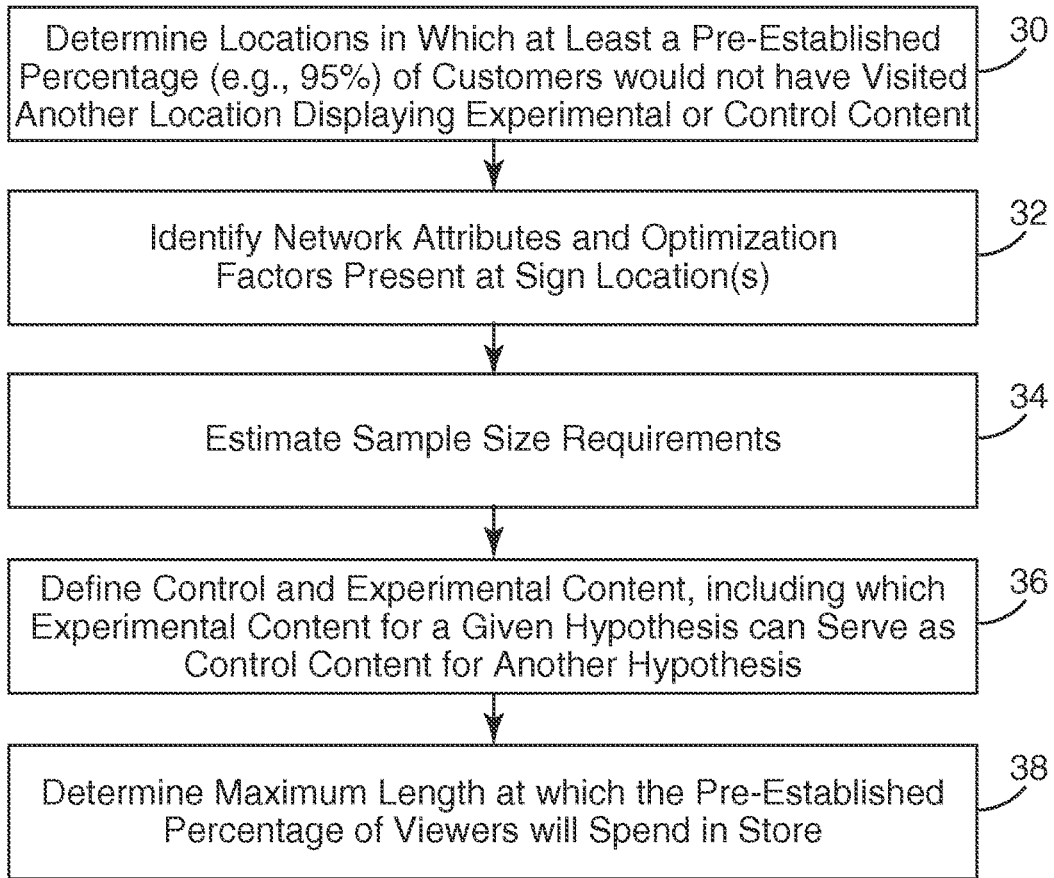 Determine Locations in Which at Least a Pre-Established
Percentage (e.g., 95%) of Customers would not have Visited
Another Location Displaying Experimental or Control Content
30
Identify Network Attributes and Optimization
Factors Present at Sign Location(s)
32
Estimate Sample Size Requirements
34
Define Control and Experimental Content, including which
Experimental Content for a Given Hypothesis can Serve as
Control Content for Another Hypothesis
36
Determine Maximum Length at which the Pre-Established
Percentage of Viewers will Spend in Store
38